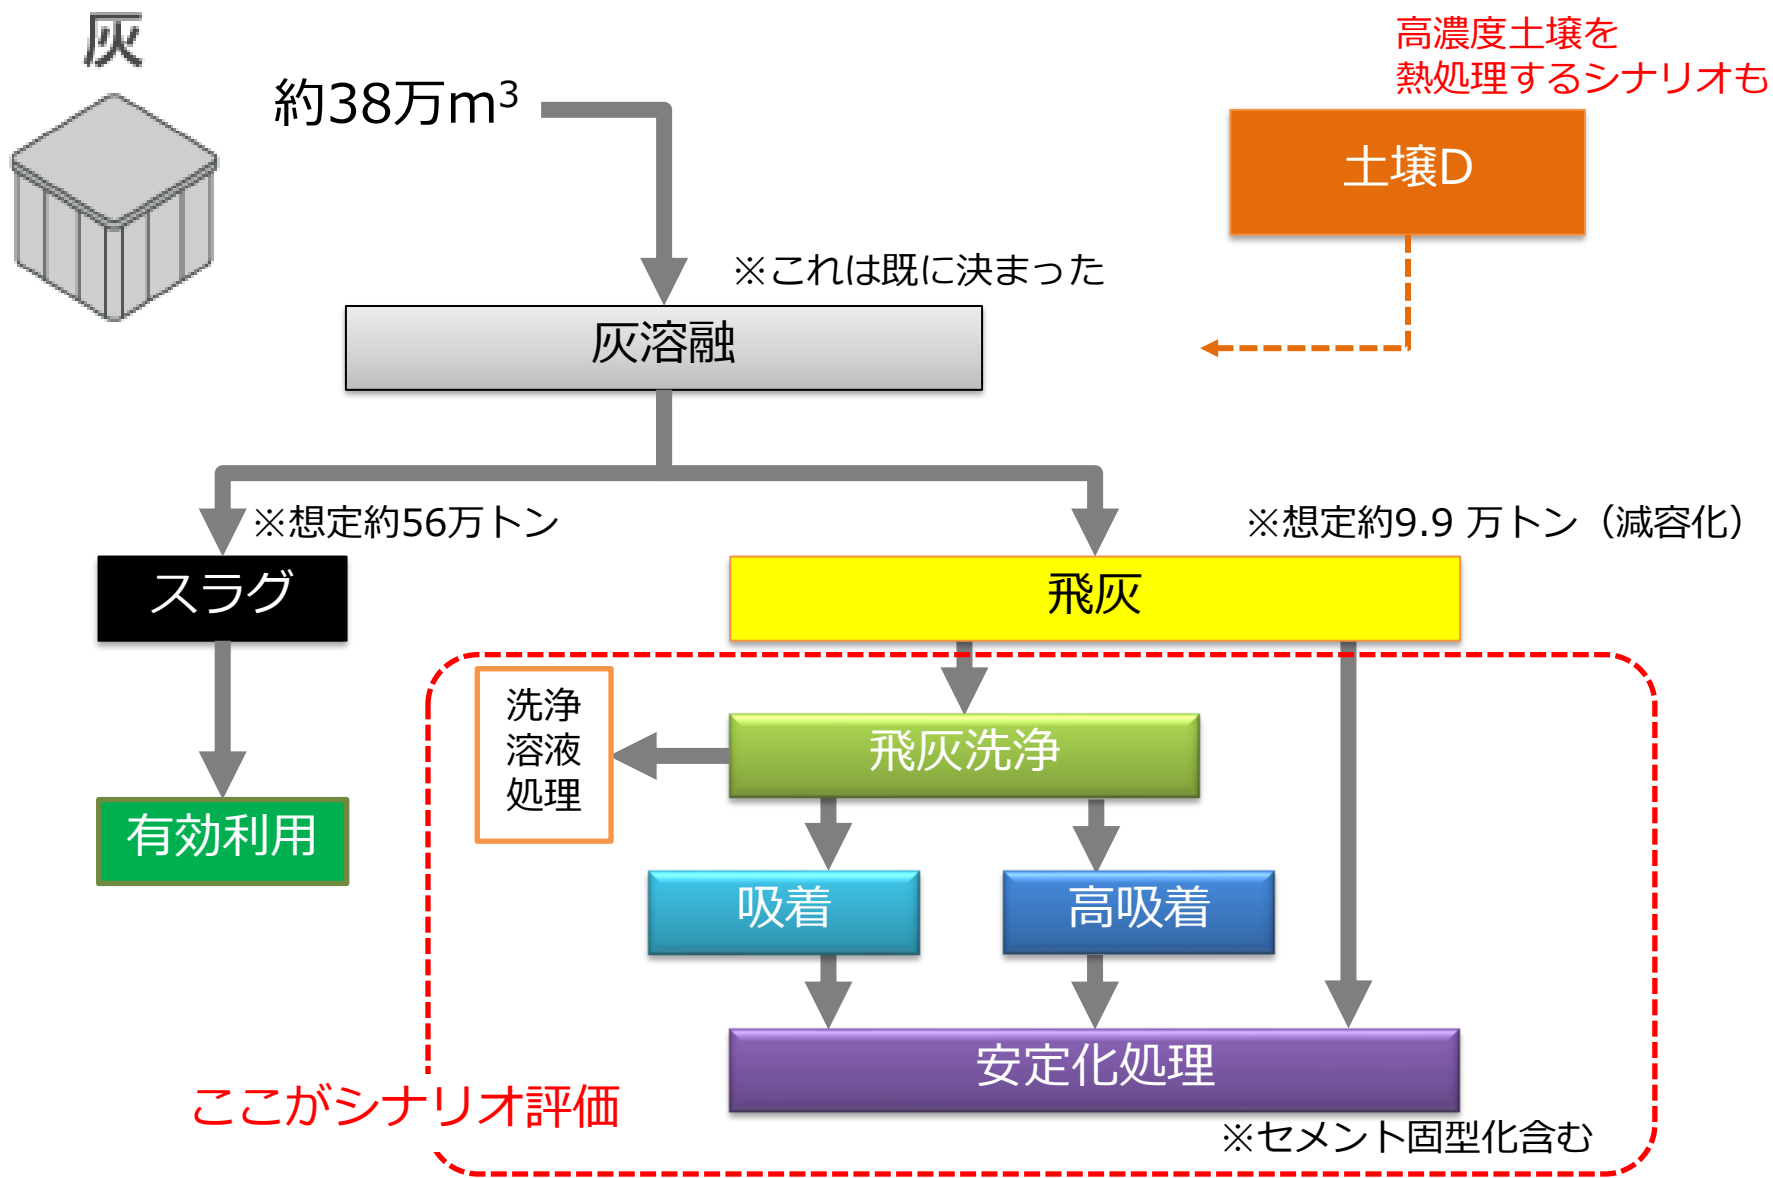 灰
約38万m³
高濃度土壌を
熱処理するシナリオも
土壌D
※これは既に決まった
灰溶融
※想定約56万トン
※想定約9.9 万トン（減容化）
スラグ
飛灰
洗浄
溶液
処理
飛灰洗浄
有効利用
吸着
高吸着
安定化処理
ここがシナリオ評価
※セメント固型化含む